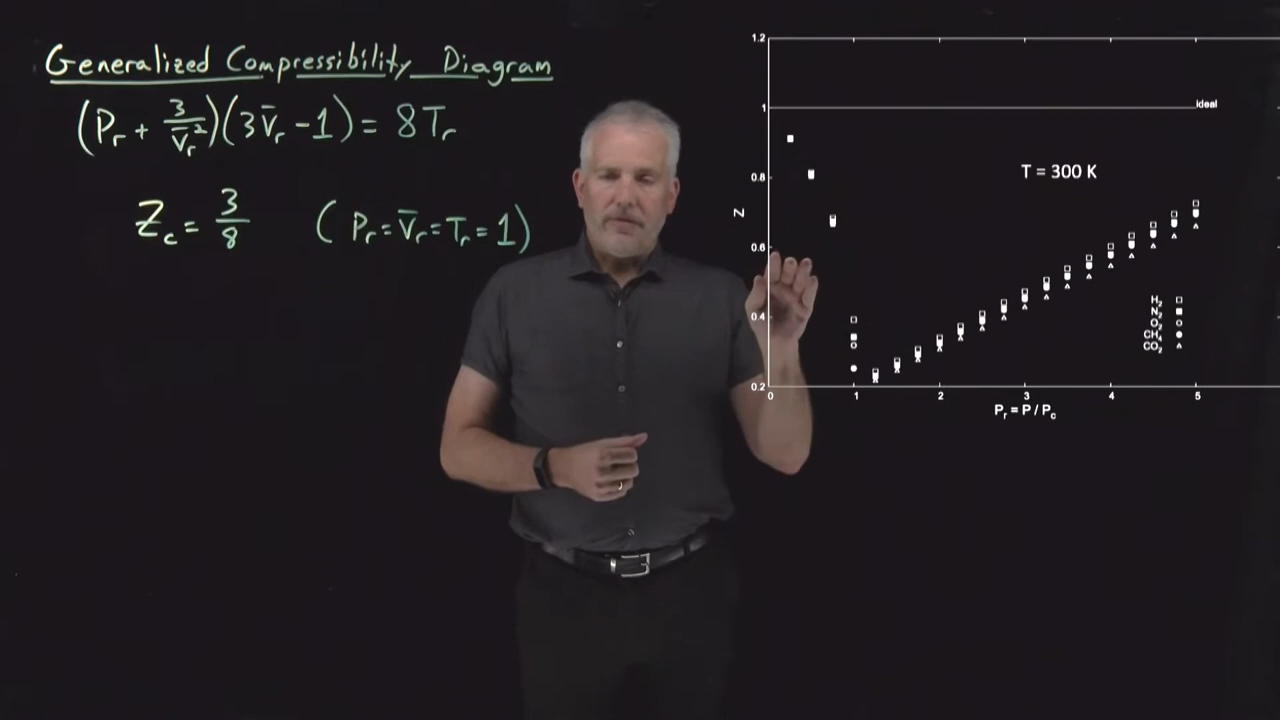 Generalized Compressibility Diagram
(Pr + 3/V̄r²)(3V̄r - 1) = 8Tr
Zc = 3/8 (Pr = V̄r = Tr = 1)
1.2
1
ideal
0.8
T = 300 K
Z
0.6
0.4
H2
N2
O2
CH4
CO2
0.2
0 1 2 3 4 5
Pr = P / Pc